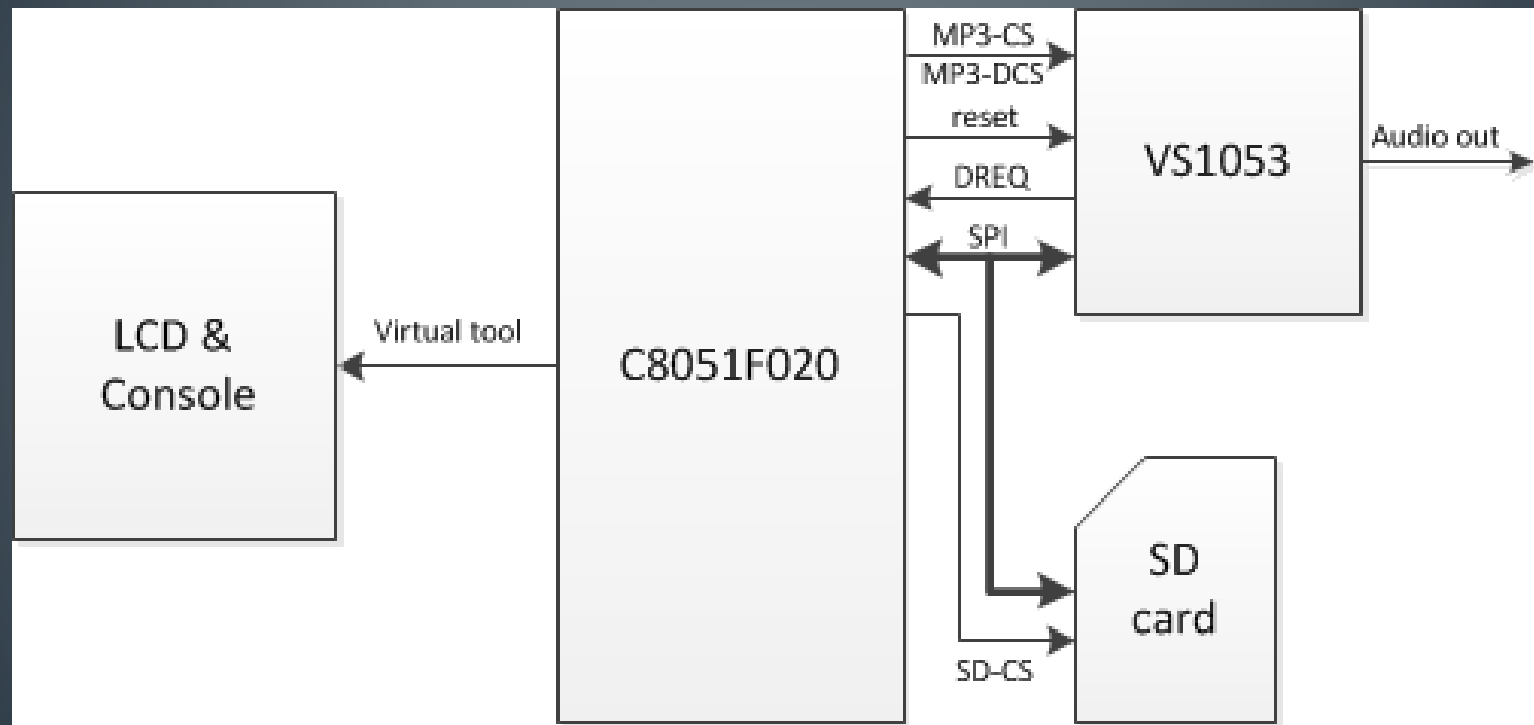 MP3-CS
MP3-DCS
reset
DREQ
SPI
VS1053
Audio out
LCD &
Console
Virtual tool
C8051F020
SD
card
SD-CS